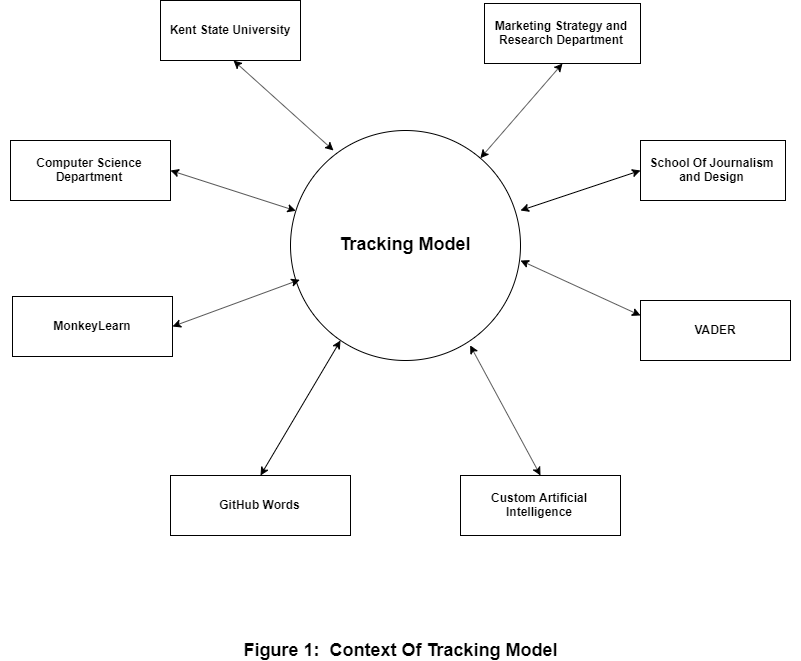 Kent State University
Marketing Strategy and
Research Department
Computer Science
Department
School Of Journalism
and Design
Tracking Model
MonkeyLearn
VADER
GitHub Words
Custom Artificial
Intelligence
Figure 1:  Context Of Tracking Model